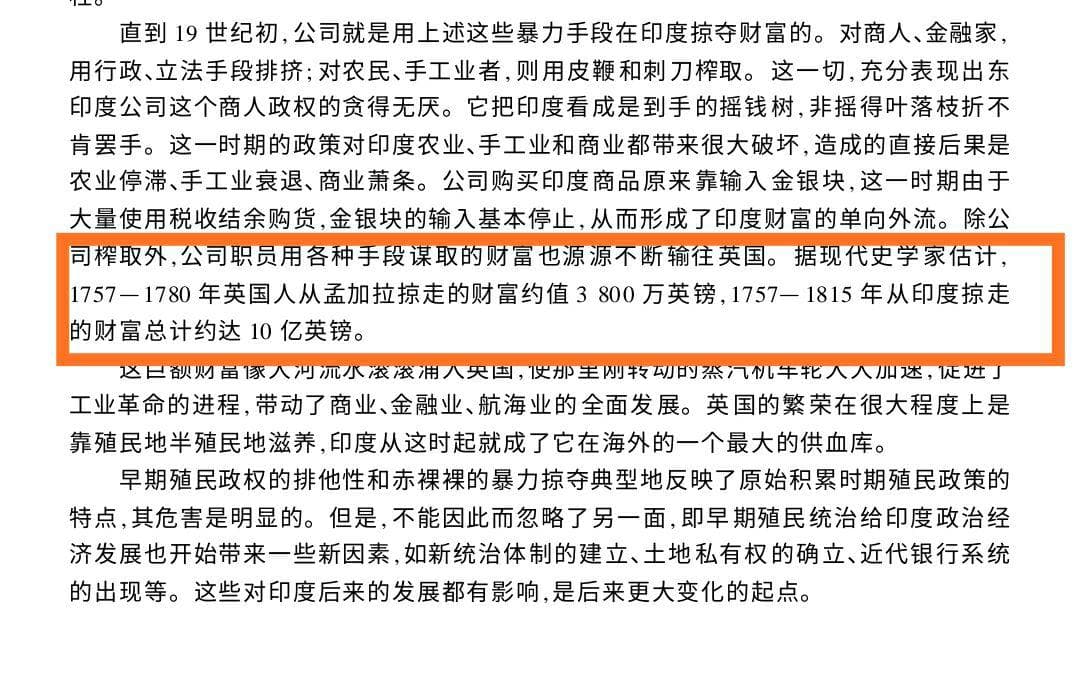 直到 19 世纪初,公司就是用上述这些暴力手段在印度掠夺财富的。对商人、金融家,
用行政、立法手段排挤;对农民、手工业者,则用皮鞭和刺刀榨取。这一切,充分表现出东
印度公司这个商人政权的贪得无厌。它把印度看成是到手的摇钱树,非摇得叶落枝折不
肯罢手。这一时期的政策对印度农业、手工业和商业都带来很大破坏,造成的直接后果是
农业停滞、手工业衰退、商业萧条。公司购买印度商品原来靠输入金银块,这一时期由于
大量使用税收结余购货,金银块的输入基本停止,从而形成了印度财富的单向外流。除公
司榨取外,公司职员用各种手段谋取的财富也源源不断输往英国。据现代史学家估计,
1757—1780 年英国人从孟加拉掠走的财富约值 3 800 万英镑,1757—1815 年从印度掠走
的财富总计约达 10 亿英镑。
这巨额财富像大河流水滚滚涌入英国,使那里刚转动的蒸汽机车轮大大加速,促进了
工业革命的进程,带动了商业、金融业、航海业的全面发展。英国的繁荣在很大程度上是
靠殖民地半殖民地滋养,印度从这时起就成了它在海外的一个最大的供血库。
早期殖民政权的排他性和赤裸裸的暴力掠夺典型地反映了原始积累时期殖民政策的
特点,其危害是明显的。但是,不能因此而忽略了另一面,即早期殖民统治给印度政治经
济发展也开始带来一些新因素,如新统治体制的建立、土地私有权的确立、近代银行系统
的出现等。这些对印度后来的发展都有影响,是后来更大变化的起点。